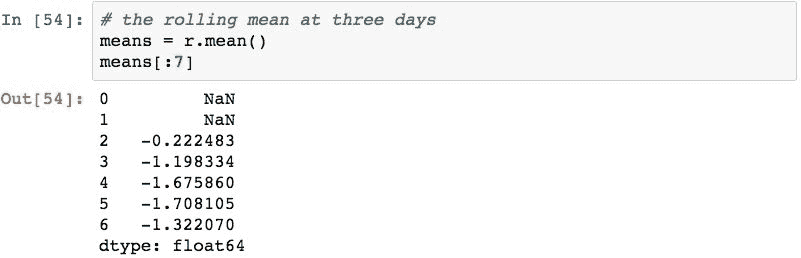 In [54]: # the rolling mean at three days
means = r.mean()
means[:7]
Out[54]: 0 NaN
1 NaN
2 -0.222483
3 -1.198334
4 -1.675860
5 -1.708105
6 -1.322070
dtype: float64